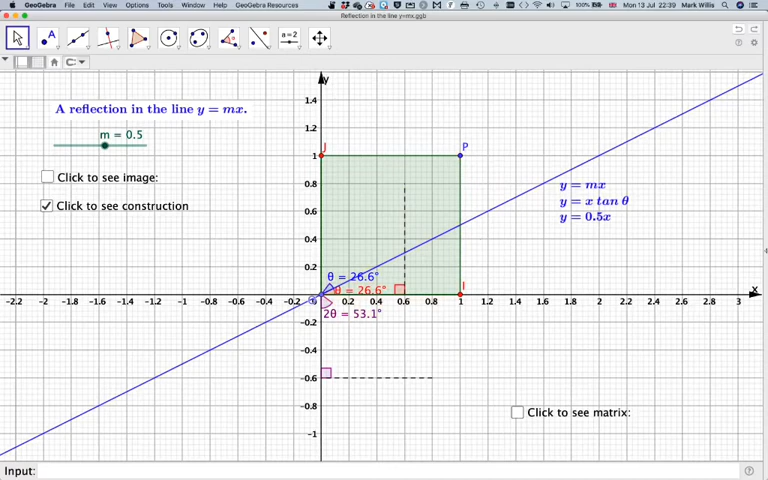 GeoGebra File Edit View Options Tools Window Help GeoGebra Resources 100% Mon 13 Jul 22:39 Mark Willis
Reflection in the line y=mx.ggb
A
a=2
y
A reflection in the line y = mx.
m = 0.5
Click to see image:
Click to see construction
J
P
I
y = mx
y = x tan θ
y = 0.5x
θ = 26.6°
θ = 26.6°
2θ = 53.1°
1.4
1.2
1
0.8
0.6
0.4
0.2
-2.2 -2 -1.8 -1.6 -1.4 -1.2 -1 -0.8 -0.6 -0.4 -0.2 0.2 0.4 0.6 0.8 1 1.2 1.4 1.6 1.8 2 2.2 2.4 2.6 2.8 3 x
-0.2
-0.4
-0.6
-0.8
-1
Click to see matrix:
Input: